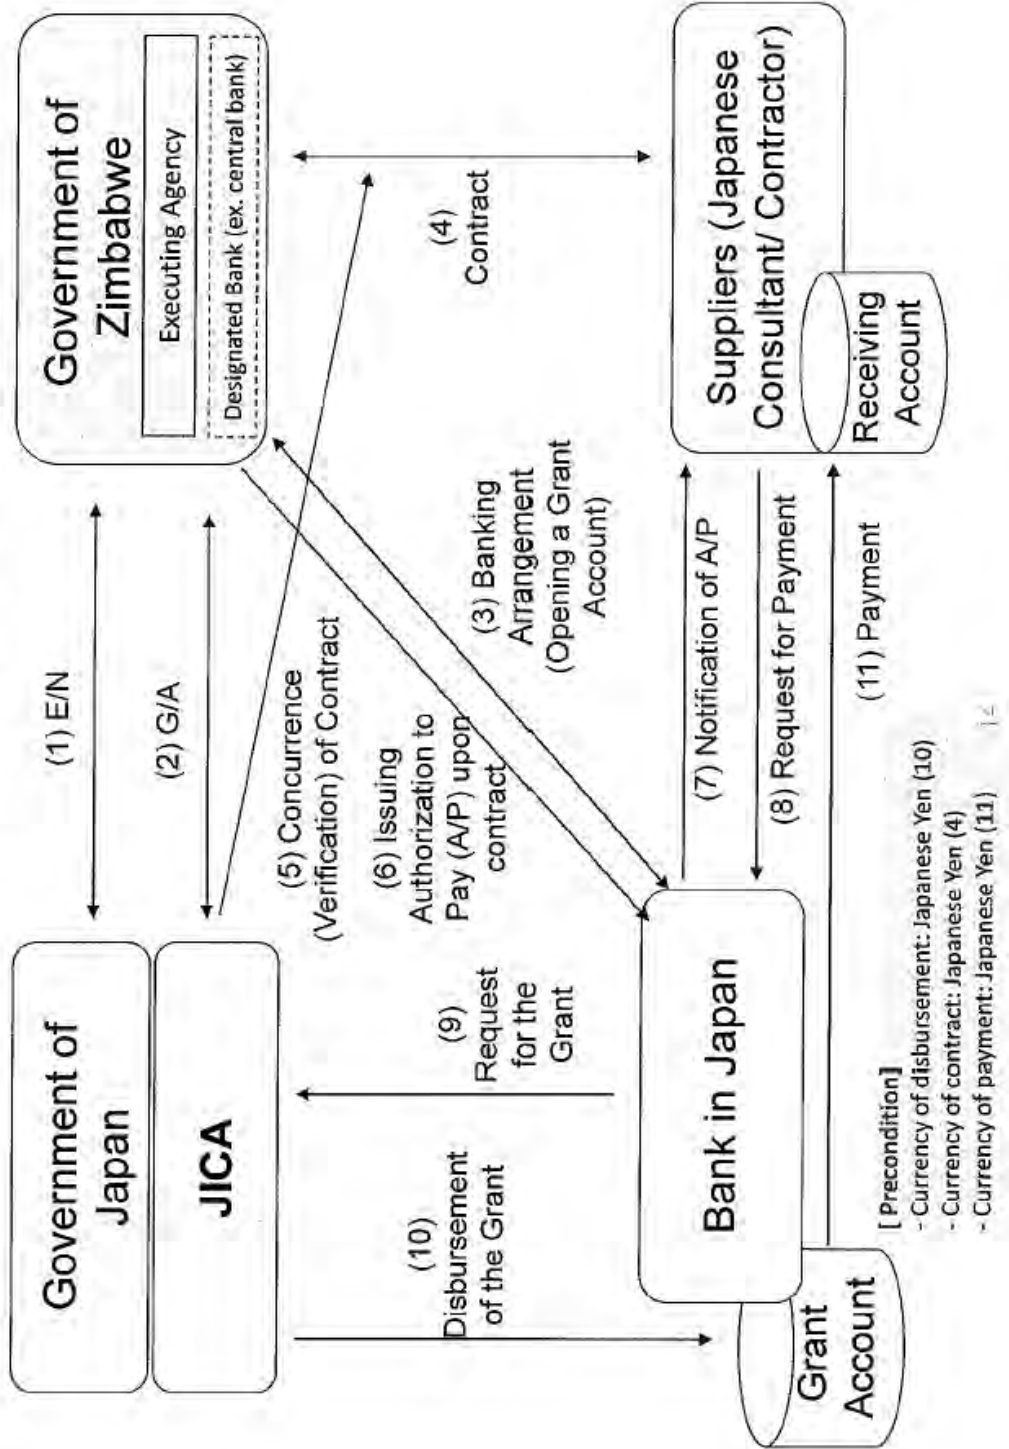 Government of
Japan
JICA
(1) E/N
(2) G/A
Government of
Zimbabwe
Executing Agency
Designated Bank (ex. central bank)
(5) Concurrence
(Verification) of Contract
(6) Issuing
Authorization to
Pay (A/P) upon
contract
(10)
Disbursement
of the Grant
(9)
Request
for the
Grant
(3) Banking
Arrangement
(Opening a Grant
Account)
(4)
Contract
Bank in Japan
Grant
Account
(7) Notification of A/P
(8) Request for Payment
(11) Payment
Suppliers (Japanese
Consultant/ Contractor)
Receiving
Account
[ Precondition]
- Currency of disbursement: Japanese Yen (10)
- Currency of contract: Japanese Yen (4)
- Currency of payment: Japanese Yen (11)